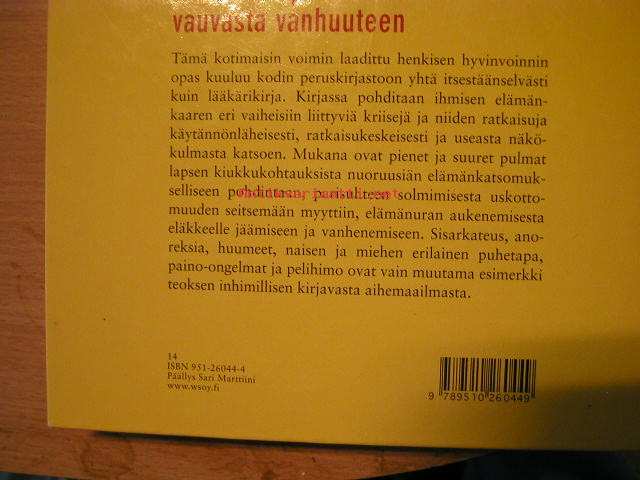 vauvasta vanhuuteen
Tämä kotimaisin voimin laadittu henkisen hyvinvoinnin
opas kuuluu kodin peruskirjastoon yhtä itsestäänselvästi
kuin lääkärikirja. Kirjassa pohditaan ihmisen elämän-
kaaren eri vaiheisiin liittyviä kriisejä ja niiden ratkaisuja
käytännönläheisesti, ratkaisukeskeisesti ja useasta näkö-
kulmasta katsoen. Mukana ovat pienet ja suuret pulmat
lapsen kiukkukohtauksista nuoruusiän elämänkatsomuk-
selliseen pohdintaan, parisuhteen solmimisesta uskotto-
muuden seitsemään myyttiin, elämänuran aukenemisesta
eläkkeelle jäämiseen ja vanhenemiseen. Sisarkateus, ano-
reksia, huumeet, naisen ja miehen erilainen puhetapa,
paino-ongelmat ja pelihimo ovat vain muutama esimerkki
teoksen inhimillisen kirjavasta aihemaailmasta.
14
ISBN 951-26044-4
Päällys Sari Marttiini
www.wsoy.fi
9 789510 260449